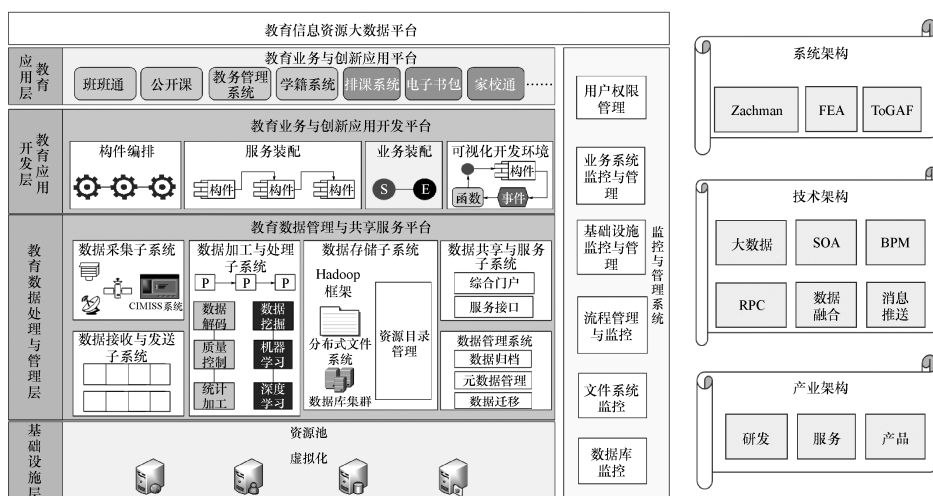 教育信息资源大数据平台
教育
应用层
教育业务与创新应用平台
班班通
公开课
教务管理
系统
学籍系统
排课系统
电子书包
家校通
……
教育应用
开发层
教育业务与创新应用开发平台
构件编排
服务装配
构件
构件
构件
业务装配
S
E
可视化开发环境
构件
函数
事件
教育数据处理与管理层
教育数据管理与共享服务平台
数据采集子系统
CIMISS系统
数据接收与发送
子系统
数据加工与处理
子系统
P
P
P
数据
解码
数据
挖掘
质量
控制
机器
学习
统计
加工
深度
学习
数据存储子系统
Hadoop
框架
分布式文件
系统
数据库集群
资源目录
管理
数据共享与服务
子系统
综合门户
服务接口
数据管理系统
数据归档
元数据管理
数据迁移
基础设施层
资源池
虚拟化
用户权限
管理
业务系统
监控与管
理
基础设施
监控与管
理
流程管理
与监控
文件系统
监控
数据库
监控
监控与管理系统
系统架构
Zachman
FEA
ToGAF
技术架构
大数据
SOA
BPM
RPC
数据
融合
消息
推送
产业架构
研发
服务
产品